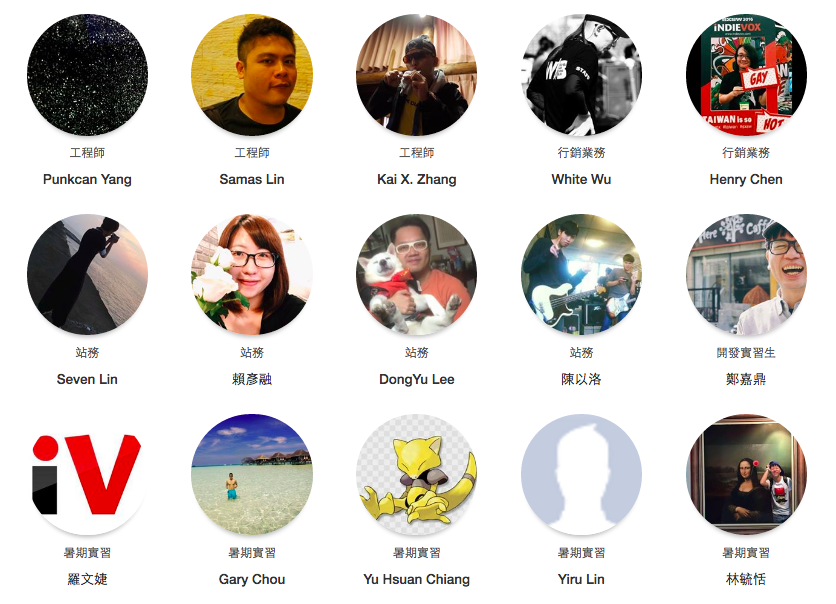 INDIEVOX
GAY
TAIWAN is so
HOT
WB
STAFF
工程師
工程師
工程師
行銷業務
行銷業務
Punkcan Yang
Samas Lin
Kai X. Zhang
White Wu
Henry Chen
站務
站務
站務
站務
開發實習生
Seven Lin
賴彥融
DongYu Lee
陳以洛
鄭嘉鼎
iV
暑期實習
暑期實習
暑期實習
暑期實習
暑期實習
羅文婕
Gary Chou
Yu Hsuan Chiang
Yiru Lin
林毓恬